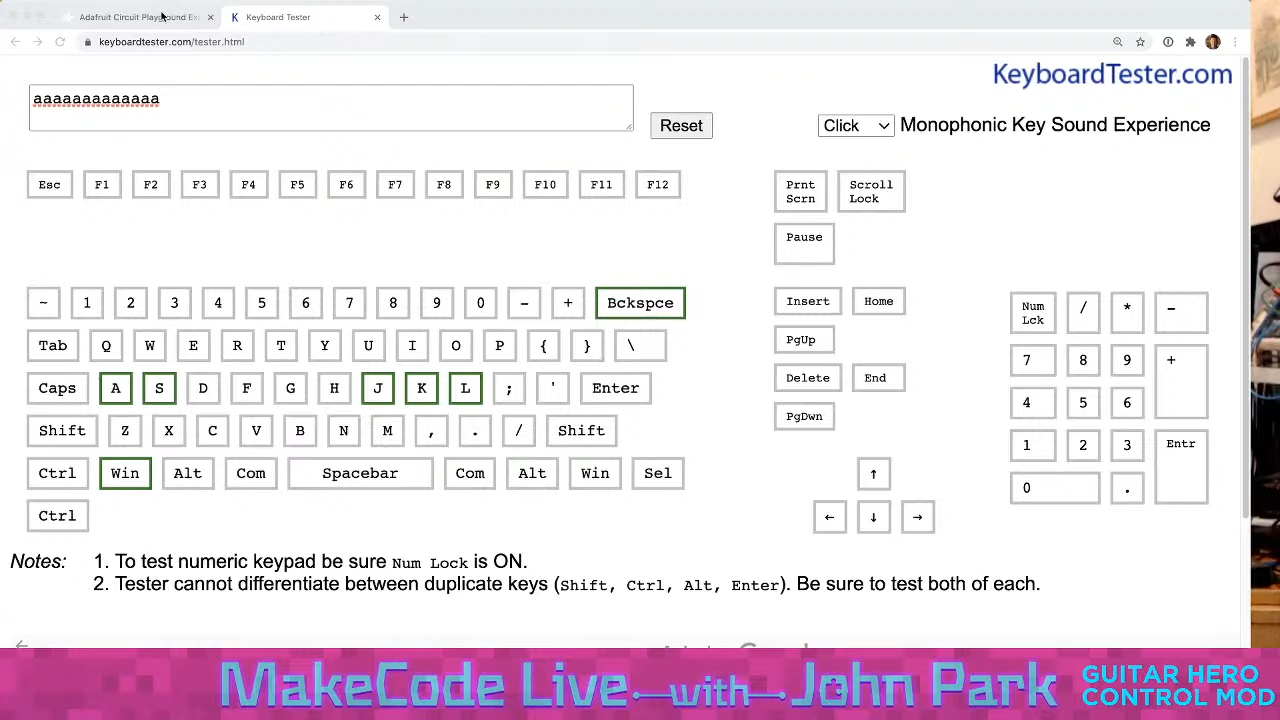 Adafruit Circuit Playground Ex
Keyboard Tester
keyboardtester.com/tester.html
KeyboardTester.com
aaaaaaaaaaaaa
Reset
Click
Monophonic Key Sound Experience
Esc F1 F2 F3 F4 F5 F6 F7 F8 F9 F10 F11 F12
Prnt Scrn
Scroll Lock
Pause
~ 1 2 3 4 5 6 7 8 9 0 - + Bckspce
Insert Home
Num Lck / * -
Tab Q W E R T Y U I O P { } \
PgUp
7 8 9 +
Caps A S D F G H J K L ; ' Enter
Delete End
4 5 6
Shift Z X C V B N M , . / Shift
PgDwn
1 2 3 Entr
Ctrl Win Alt Com Spacebar Com Alt Win Sel
↑
0 .
Ctrl
← ↓ →
Notes: 1. To test numeric keypad be sure Num Lock is ON.
2. Tester cannot differentiate between duplicate keys (Shift, Ctrl, Alt, Enter). Be sure to test both of each.
MakeCode Live with John Park
GUITAR HERO
CONTROL MOD